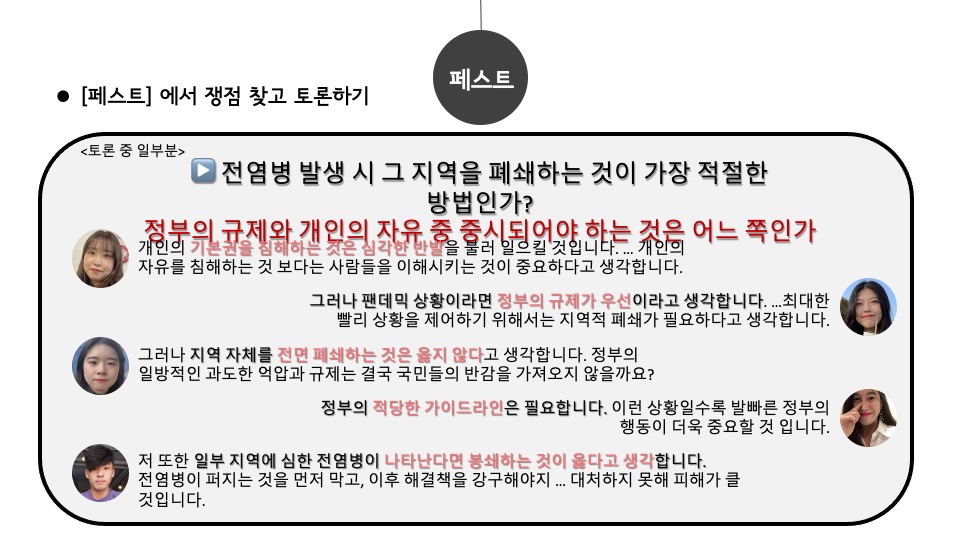 페스트
● [페스트] 에서 쟁점 찾고 토론하기
<토론 중 일부분>
▶ 전염병 발생 시 그 지역을 폐쇄하는 것이 가장 적절한
방법인가?
정부의 규제와 개인의 자유 중 중시되어야 하는 것은 어느 쪽인가
개인의 기본권을 침해하는 것은 심각한 반발을 불러 일으킬 것입니다. ... 개인의
자유를 침해하는 것 보다는 사람들을 이해시키는 것이 중요하다고 생각합니다.
그러나 팬데믹 상황이라면 정부의 규제가 우선이라고 생각합니다. ...최대한
빨리 상황을 제어하기 위해서는 지역적 폐쇄가 필요하다고 생각합니다.
그러나 지역 자체를 전면 폐쇄하는 것은 옳지 않다고 생각합니다. 정부의
일방적인 과도한 억압과 규제는 결국 국민들의 반감을 가져오지 않을까요?
정부의 적당한 가이드라인은 필요합니다. 이런 상황일수록 발빠른 정부의
행동이 더욱 중요할 것 입니다.
저 또한 일부 지역에 심한 전염병이 나타난다면 봉쇄하는 것이 옳다고 생각합니다.
전염병이 퍼지는 것을 먼저 막고, 이후 해결책을 강구해야지 ... 대처하지 못해 피해가 클
것입니다.